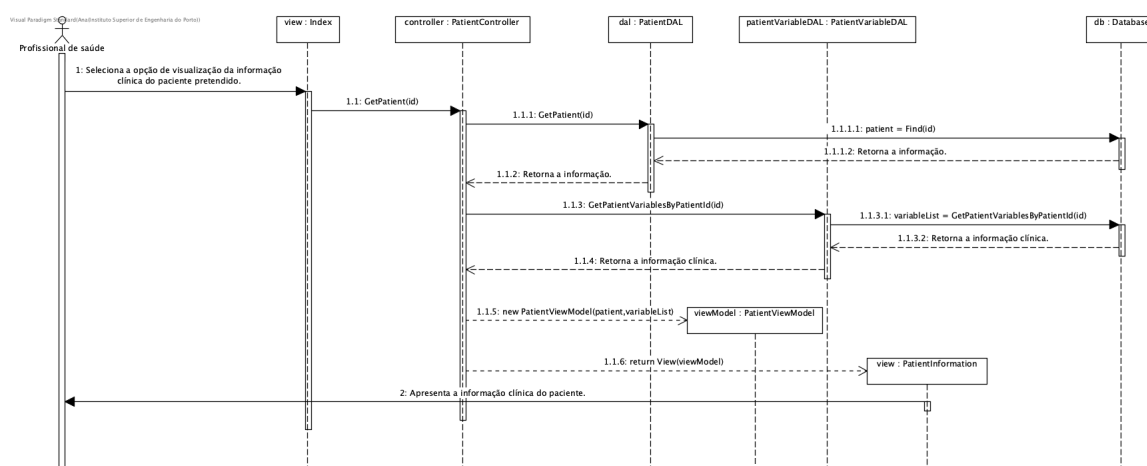 Visual Paradigm Standard(Ana(Instituto Superior de Engenharia do Porto))
Profissional de saúde
view : Index
controller : PatientController
dal : PatientDAL
patientVariableDAL : PatientVariableDAL
db : Database
1: Seleciona a opção de visualização da informação
clínica do paciente pretendido.
1.1: GetPatient(id)
1.1.1: GetPatient(id)
1.1.1.1: patient = Find(id)
1.1.1.2: Retorna a informação.
1.1.2: Retorna a informação.
1.1.3: GetPatientVariablesByPatientId(id)
1.1.3.1: variableList = GetPatientVariablesByPatientId(id)
1.1.3.2: Retorna a informação clínica.
1.1.4: Retorna a informação clínica.
1.1.5: new PatientViewModel(patient,variableList)
viewModel : PatientViewModel
1.1.6: return View(viewModel)
view : PatientInformation
2: Apresenta a informação clínica do paciente.